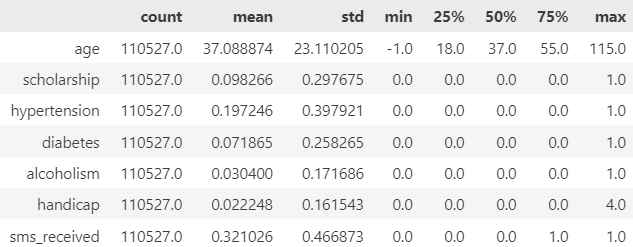 count mean std min 25% 50% 75% max
age 110527.0 37.088874 23.110205 -1.0 18.0 37.0 55.0 115.0
scholarship 110527.0 0.098266 0.297675 0.0 0.0 0.0 0.0 1.0
hypertension 110527.0 0.197246 0.397921 0.0 0.0 0.0 0.0 1.0
diabetes 110527.0 0.071865 0.258265 0.0 0.0 0.0 0.0 1.0
alcoholism 110527.0 0.030400 0.171686 0.0 0.0 0.0 0.0 1.0
handicap 110527.0 0.022248 0.161543 0.0 0.0 0.0 0.0 4.0
sms_received 110527.0 0.321026 0.466873 0.0 0.0 0.0 1.0 1.0